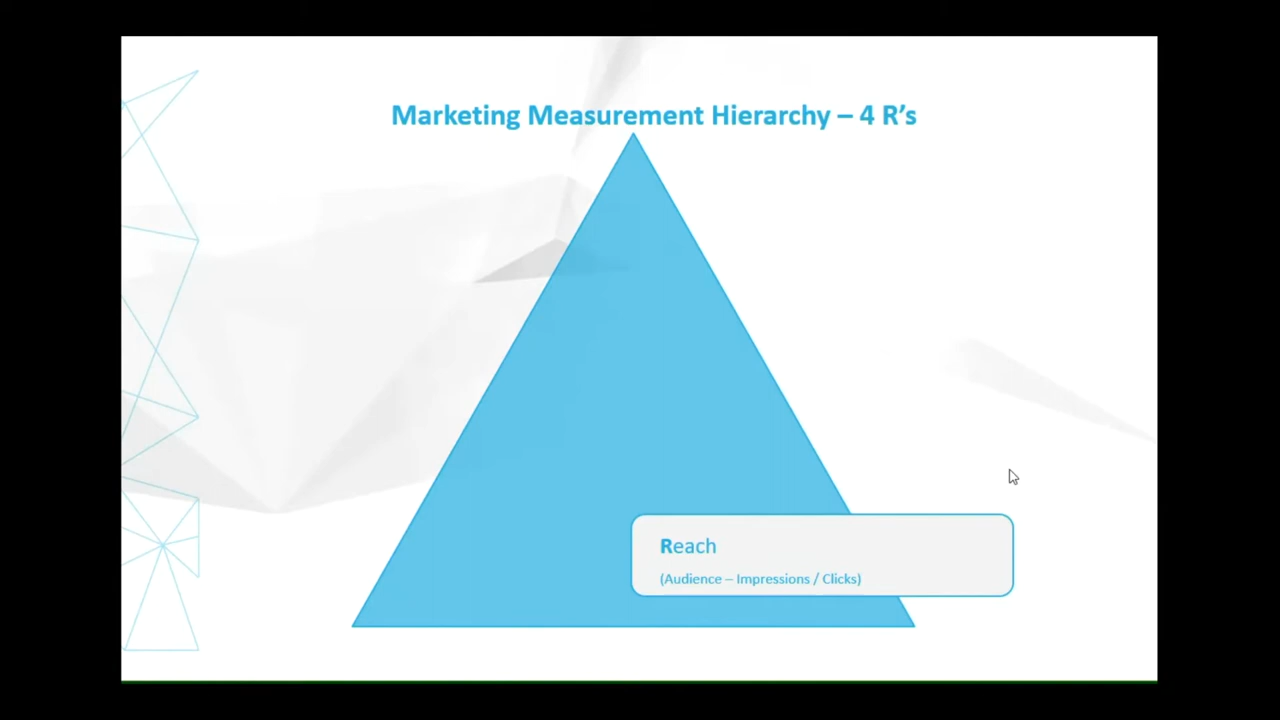 Marketing Measurement Hierarchy – 4 R’s
Reach
(Audience – Impressions / Clicks)